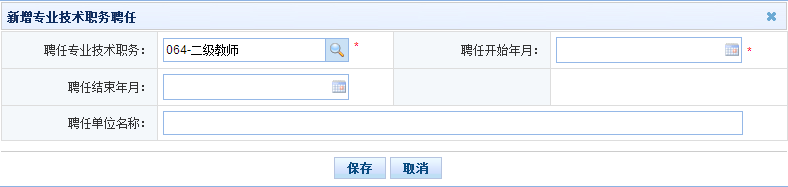 新增专业技术职务聘任
聘任专业技术职务： 064-二级教师 * 聘任开始年月： *
聘任结束年月：
聘任单位名称：
保存 取消